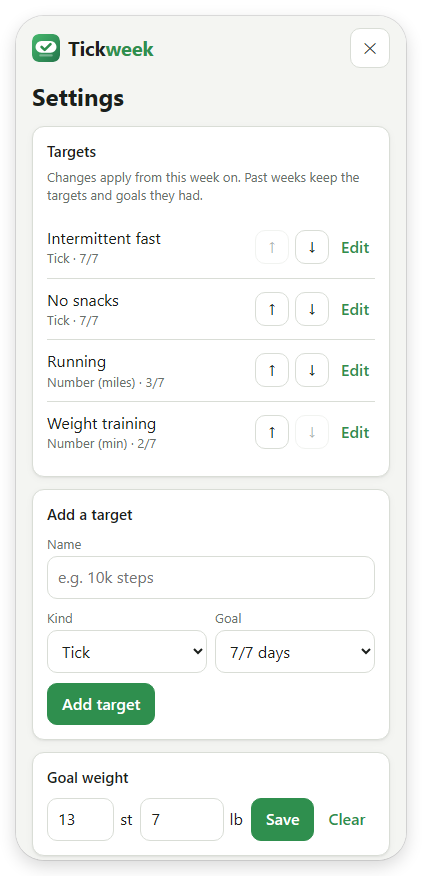 Tickweek
Settings
Targets
Changes apply from this week on. Past weeks keep the
targets and goals they had.
Intermittent fast
Tick · 7/7
↑ ↓ Edit
No snacks
Tick · 7/7
↑ ↓ Edit
Running
Number (miles) · 3/7
↑ ↓ Edit
Weight training
Number (min) · 2/7
↑ ↓ Edit
Add a target
Name
e.g. 10k steps
Kind Goal
Tick 7/7 days
Add target
Goal weight
13 st 7 lb Save Clear